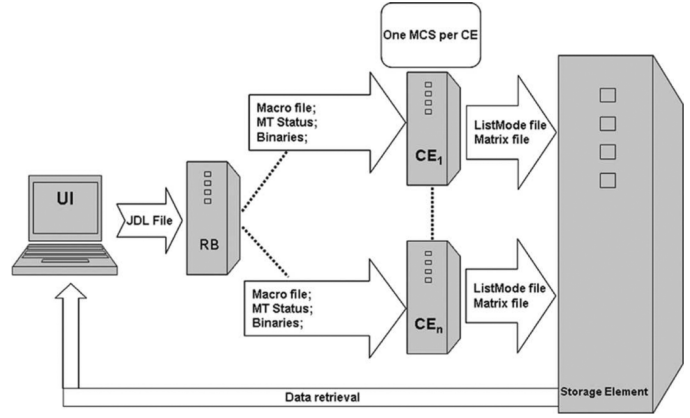 One MCS per CE
Macro file;
MT Status;
Binaries;
CE1
ListMode file
Matrix file
UI
JDL File
RB
Macro file;
MT Status;
Binaries;
CEn
ListMode file
Matrix file
Storage Element
Data retrieval